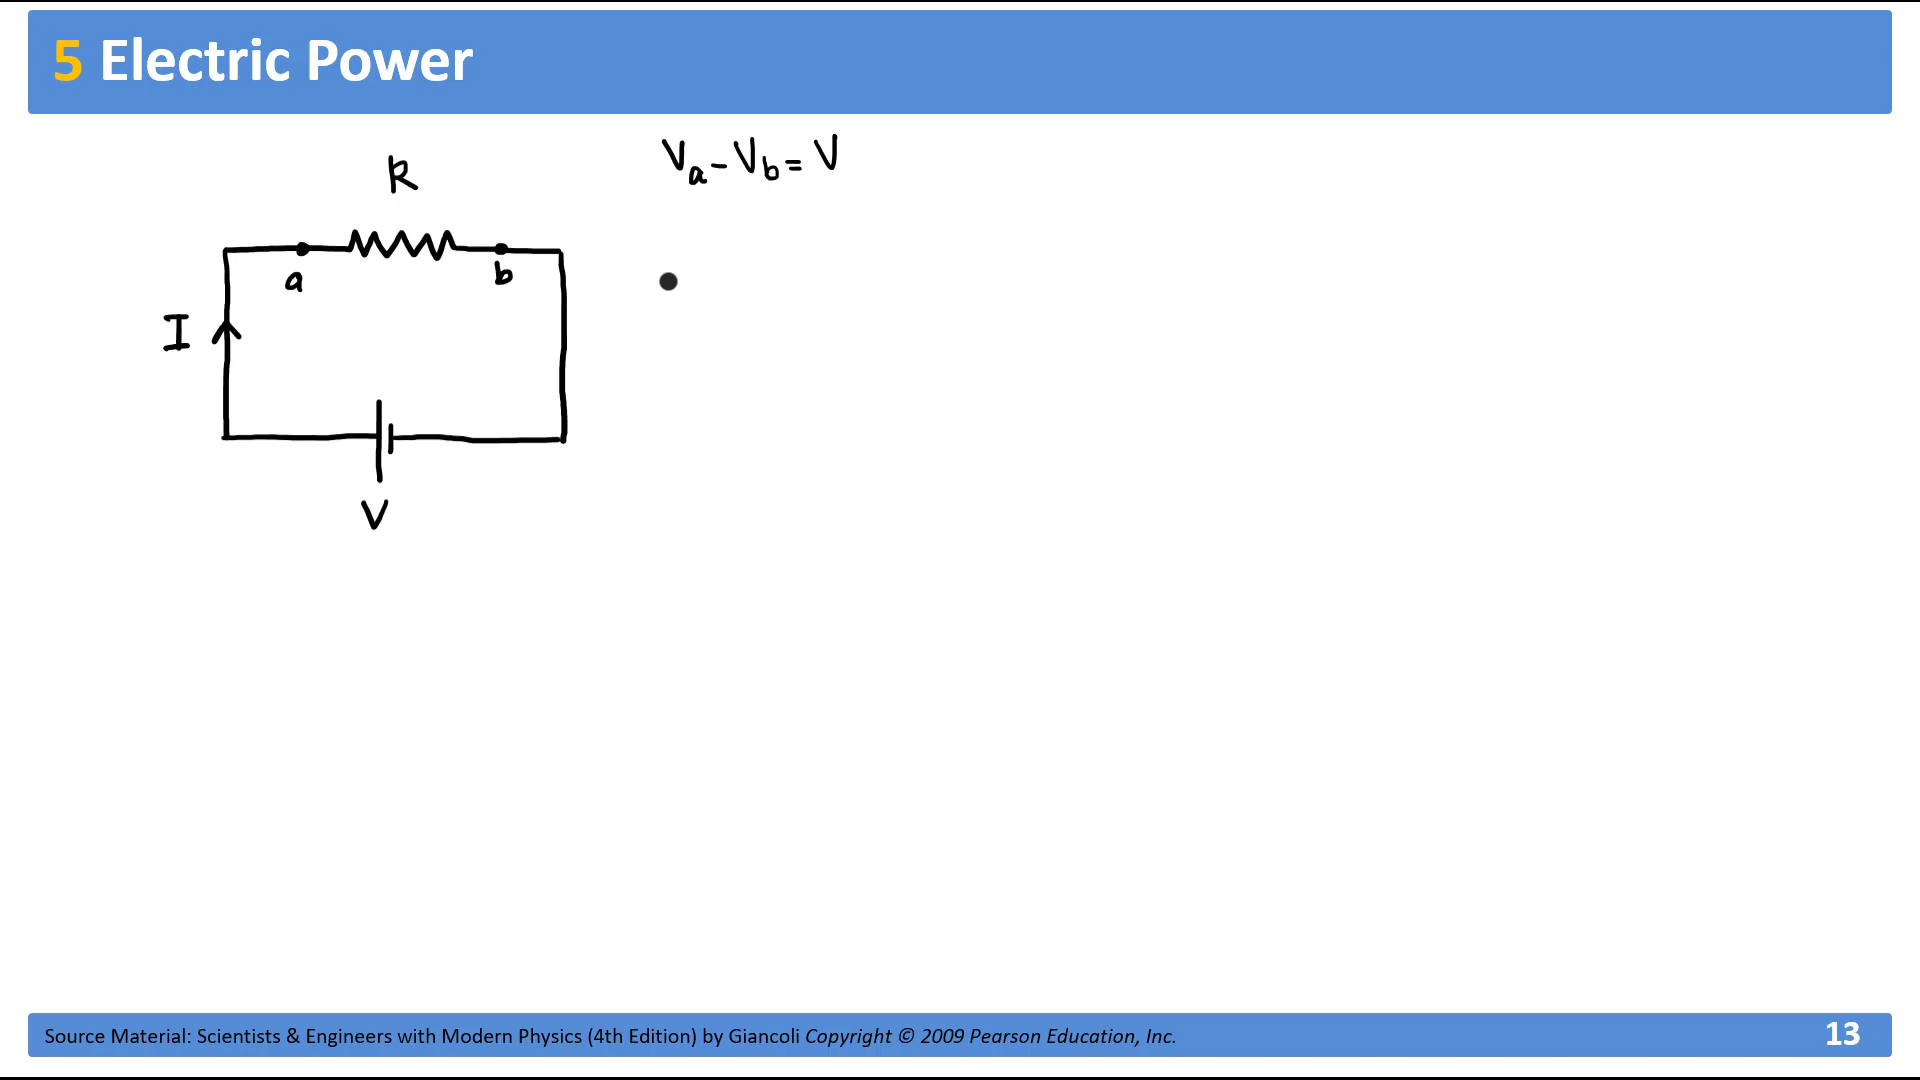 5 Electric Power
R
Va - Vb = V
a
b
I
V
Source Material: Scientists & Engineers with Modern Physics (4th Edition) by Giancoli Copyright © 2009 Pearson Education, Inc.
13